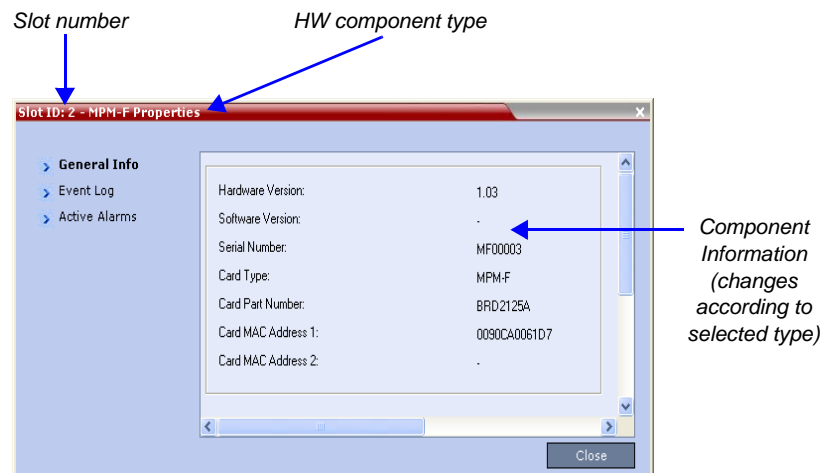 Slot number
HW component type
Slot ID: 2 - MPM-F Properties
x
General Info
Event Log
Active Alarms
Hardware Version: 1.03
Software Version: -
Serial Number: MF00003
Card Type: MPM-F
Card Part Number: BRD2125A
Card MAC Address 1: 0090CA0061D7
Card MAC Address 2: -
Component
Information
(changes
according to
selected type)
Close